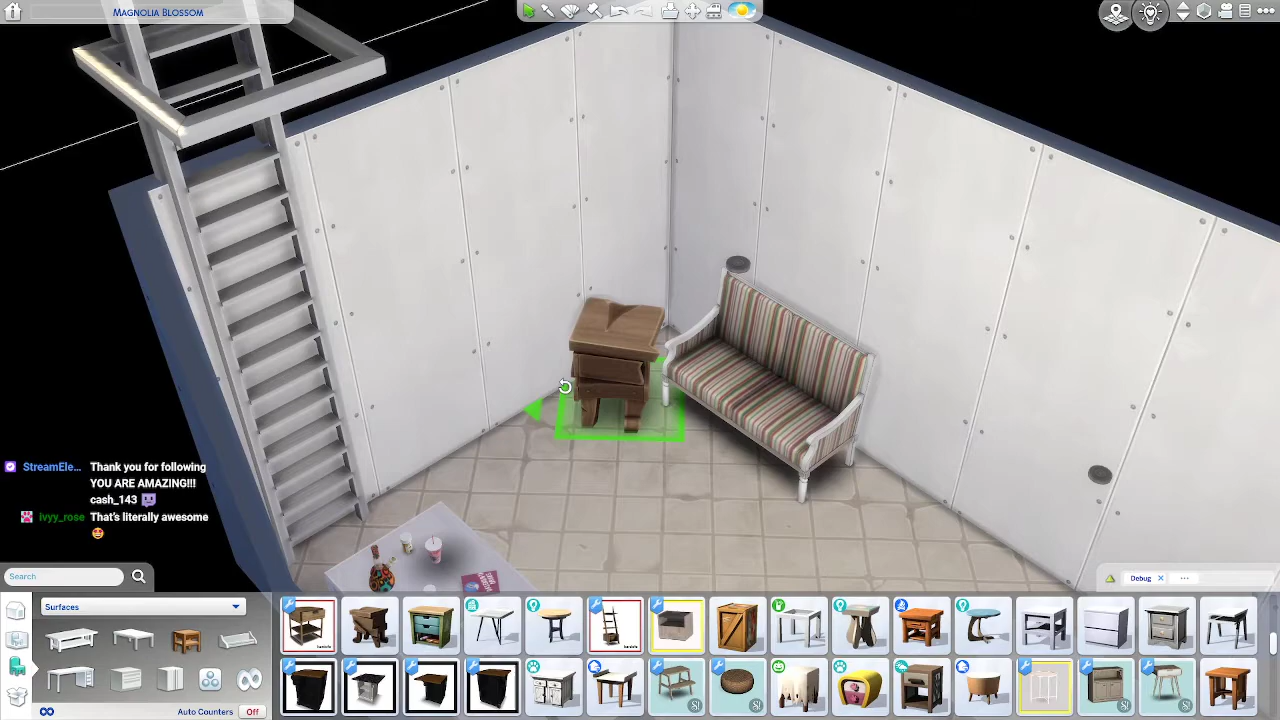 Magnolia Blossom
StreamEle... Thank you for following
YOU ARE AMAZING!!!
cash_143
ivyy_rose That's literally awesome
Search
Surfaces
Debug
Auto Counters Off